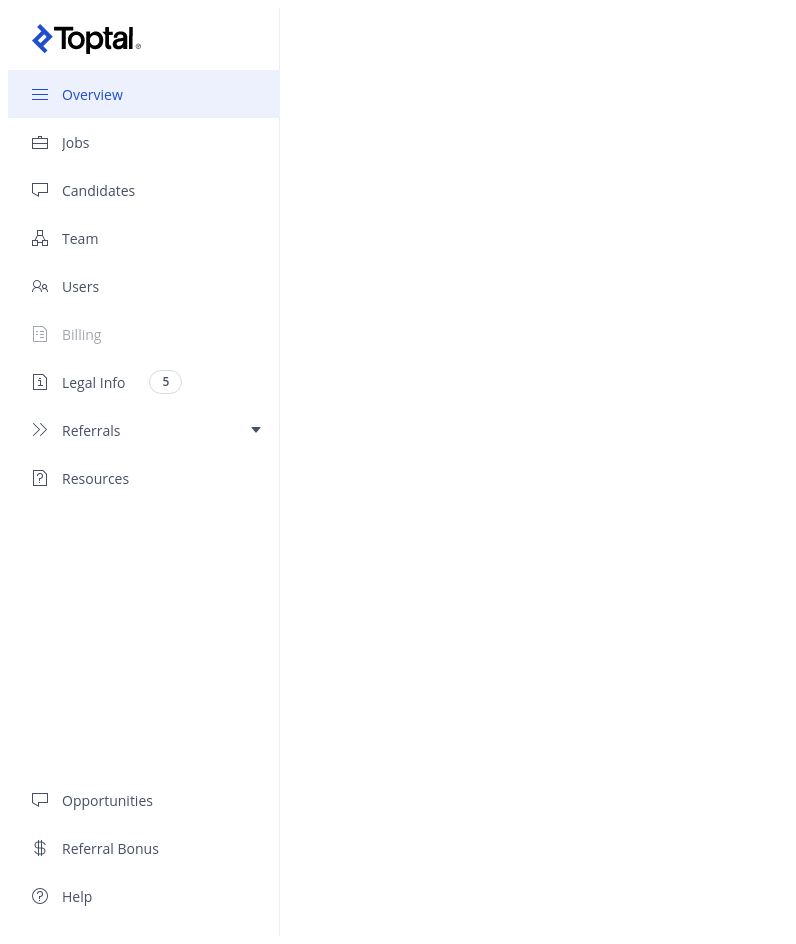 Toptal®
Overview
Jobs
Candidates
Team
Users
Billing
Legal Info 5
Referrals
Resources
Opportunities
Referral Bonus
Help